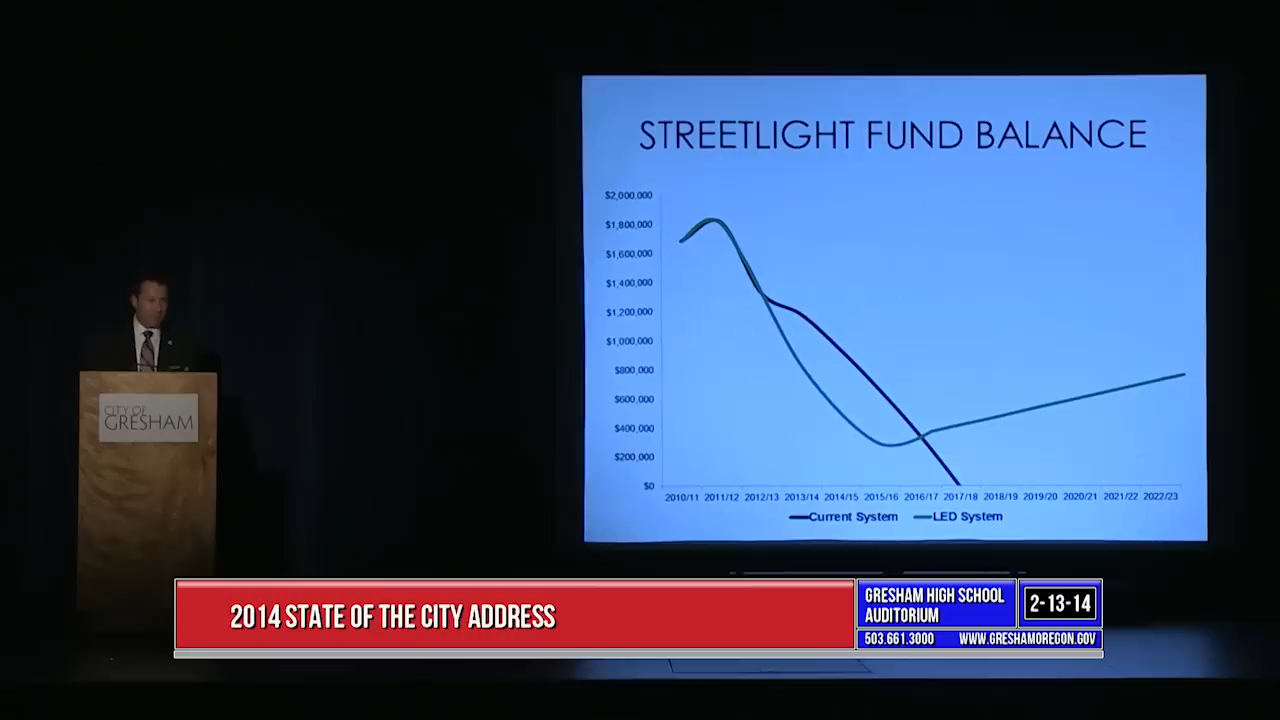 STREETLIGHT FUND BALANCE
$2,000,000
$1,800,000
$1,600,000
$1,400,000
$1,200,000
$1,000,000
$800,000
$600,000
$400,000
$200,000
$0
2010/11 2011/12 2012/13 2013/14 2014/15 2015/16 2016/17 2017/18 2018/19 2019/20 2020/21 2021/22 2022/23
Current System LED System
CITY OF
GRESHAM
2014 STATE OF THE CITY ADDRESS
GRESHAM HIGH SCHOOL
AUDITORIUM
2-13-14
503.661.3000 WWW.GRESHAMOREGON.GOV